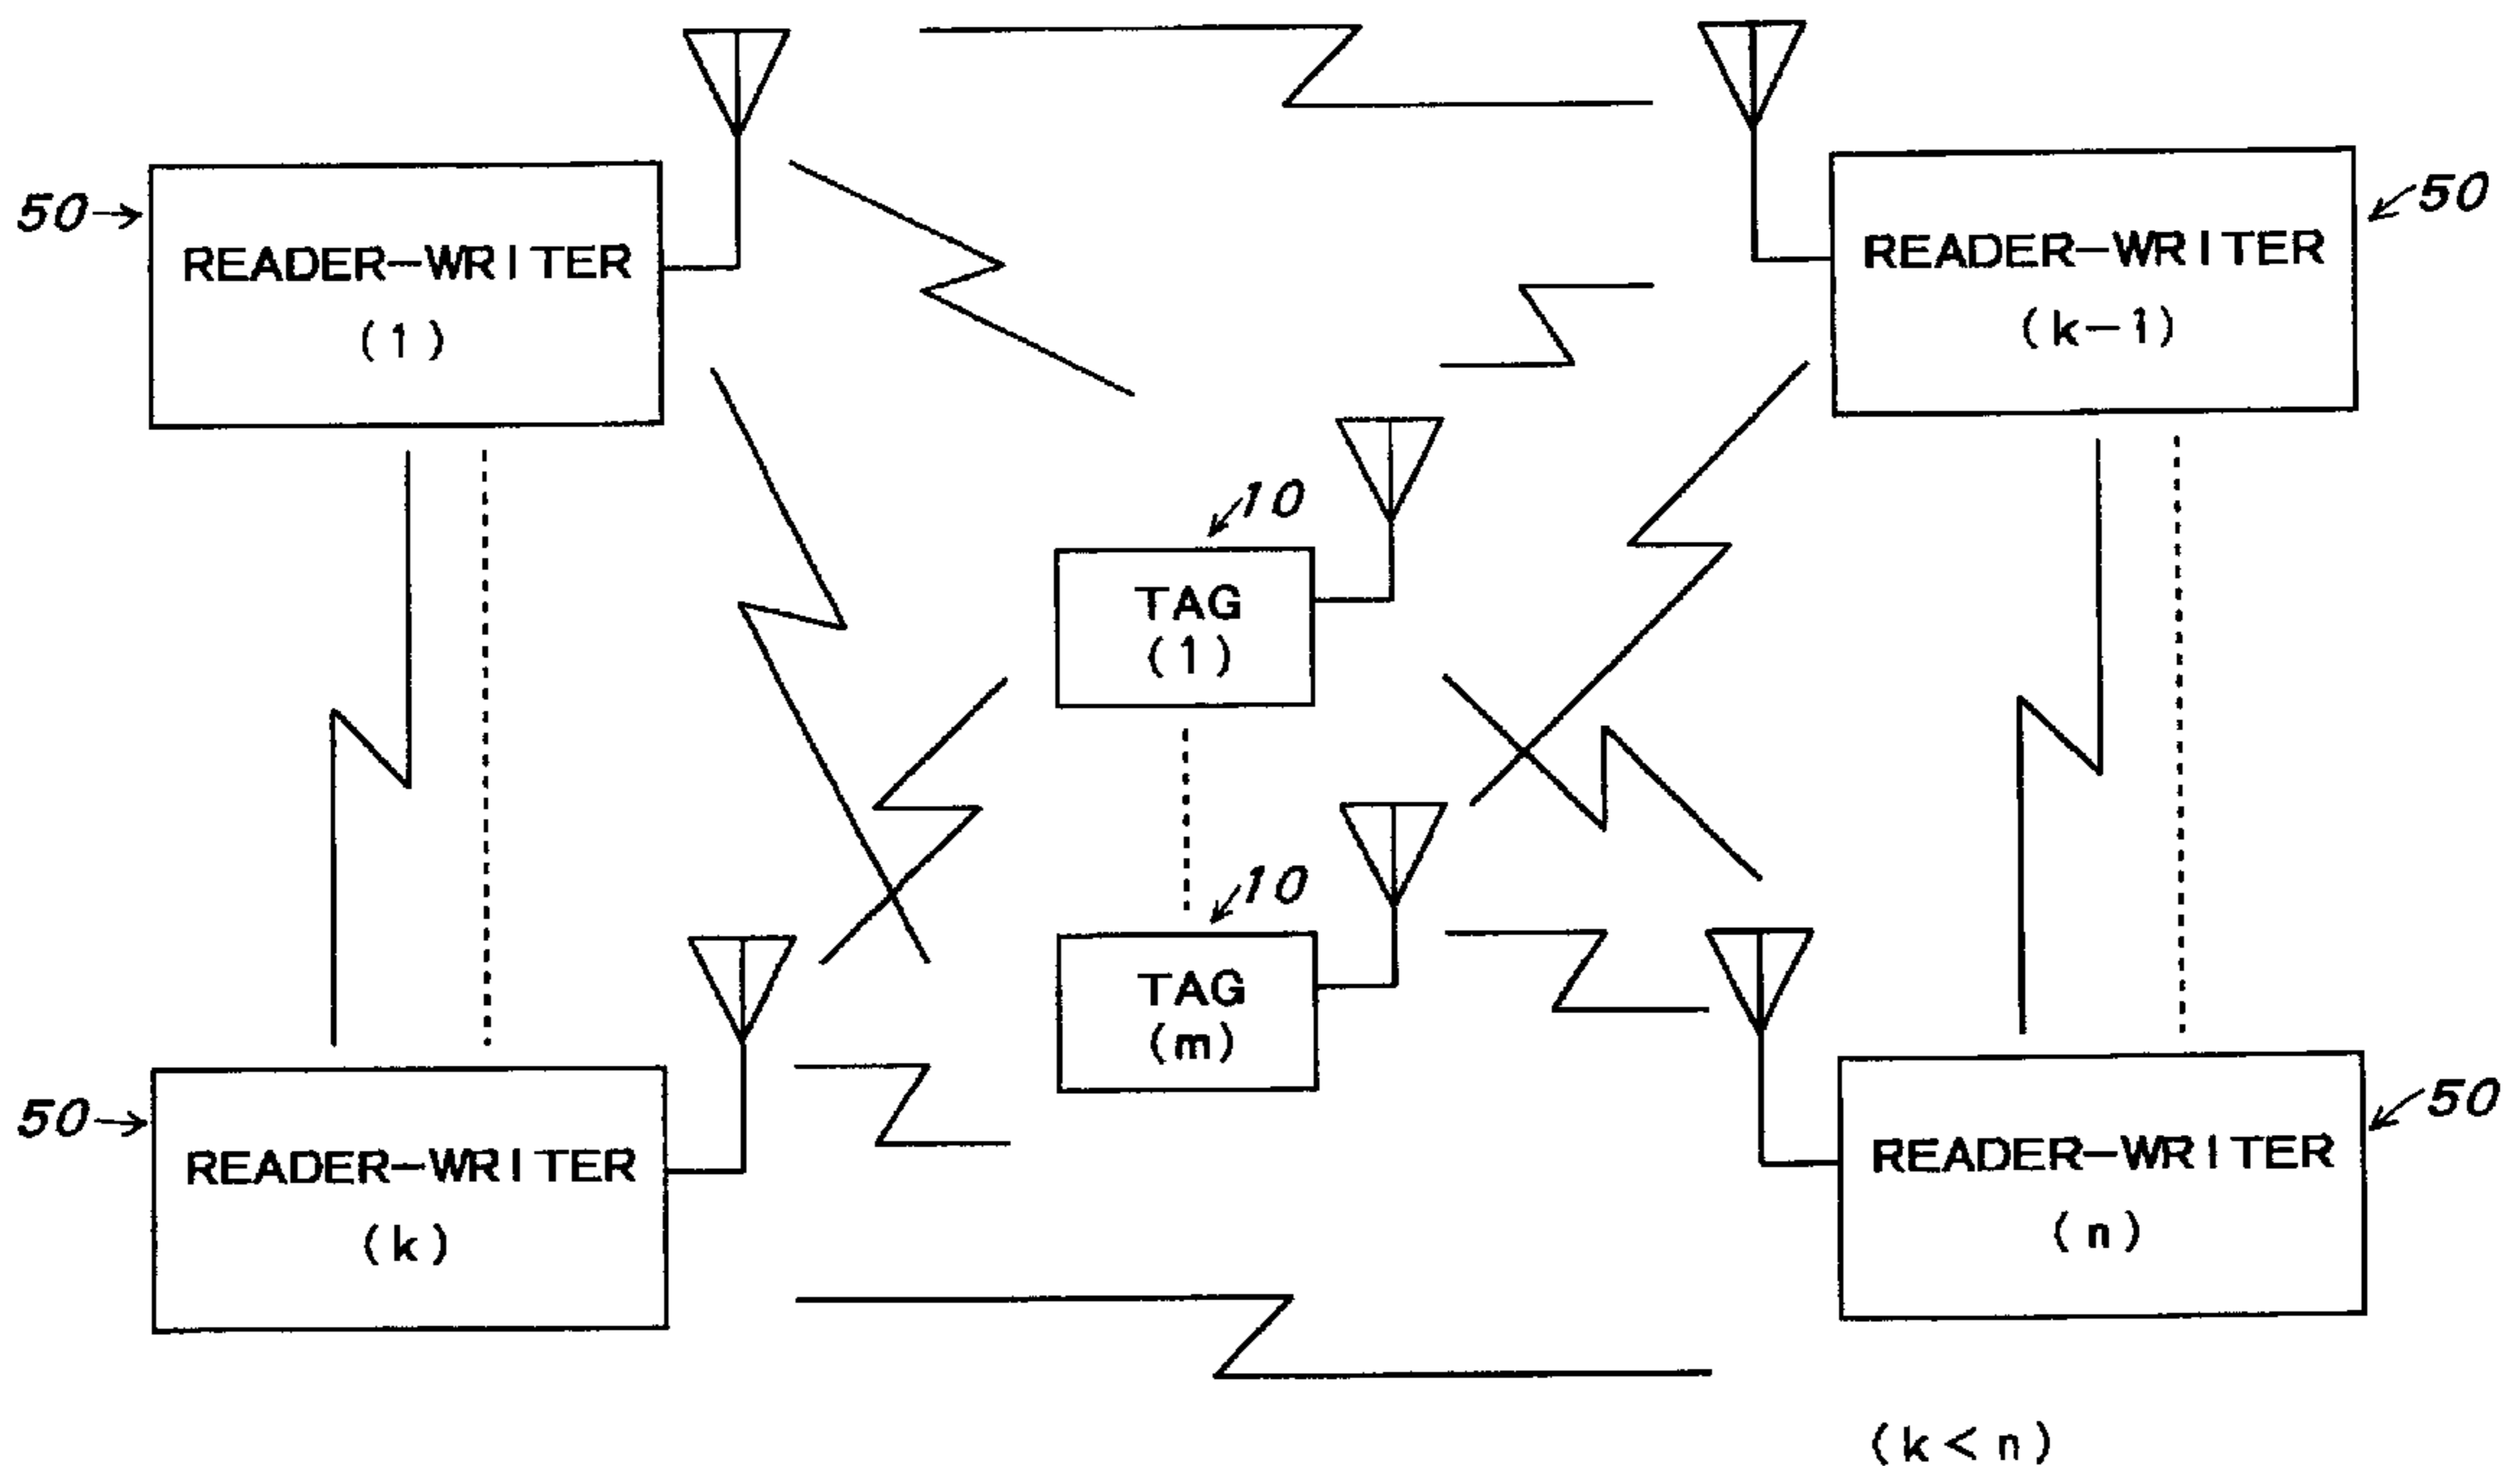 50
READER-WRITER
(1)
READER-WRITER
(k-1)
50
10
TAG
(1)
10
TAG
(m)
50
READER-WRITER
(k)
READER-WRITER
(n)
50
(k<n)